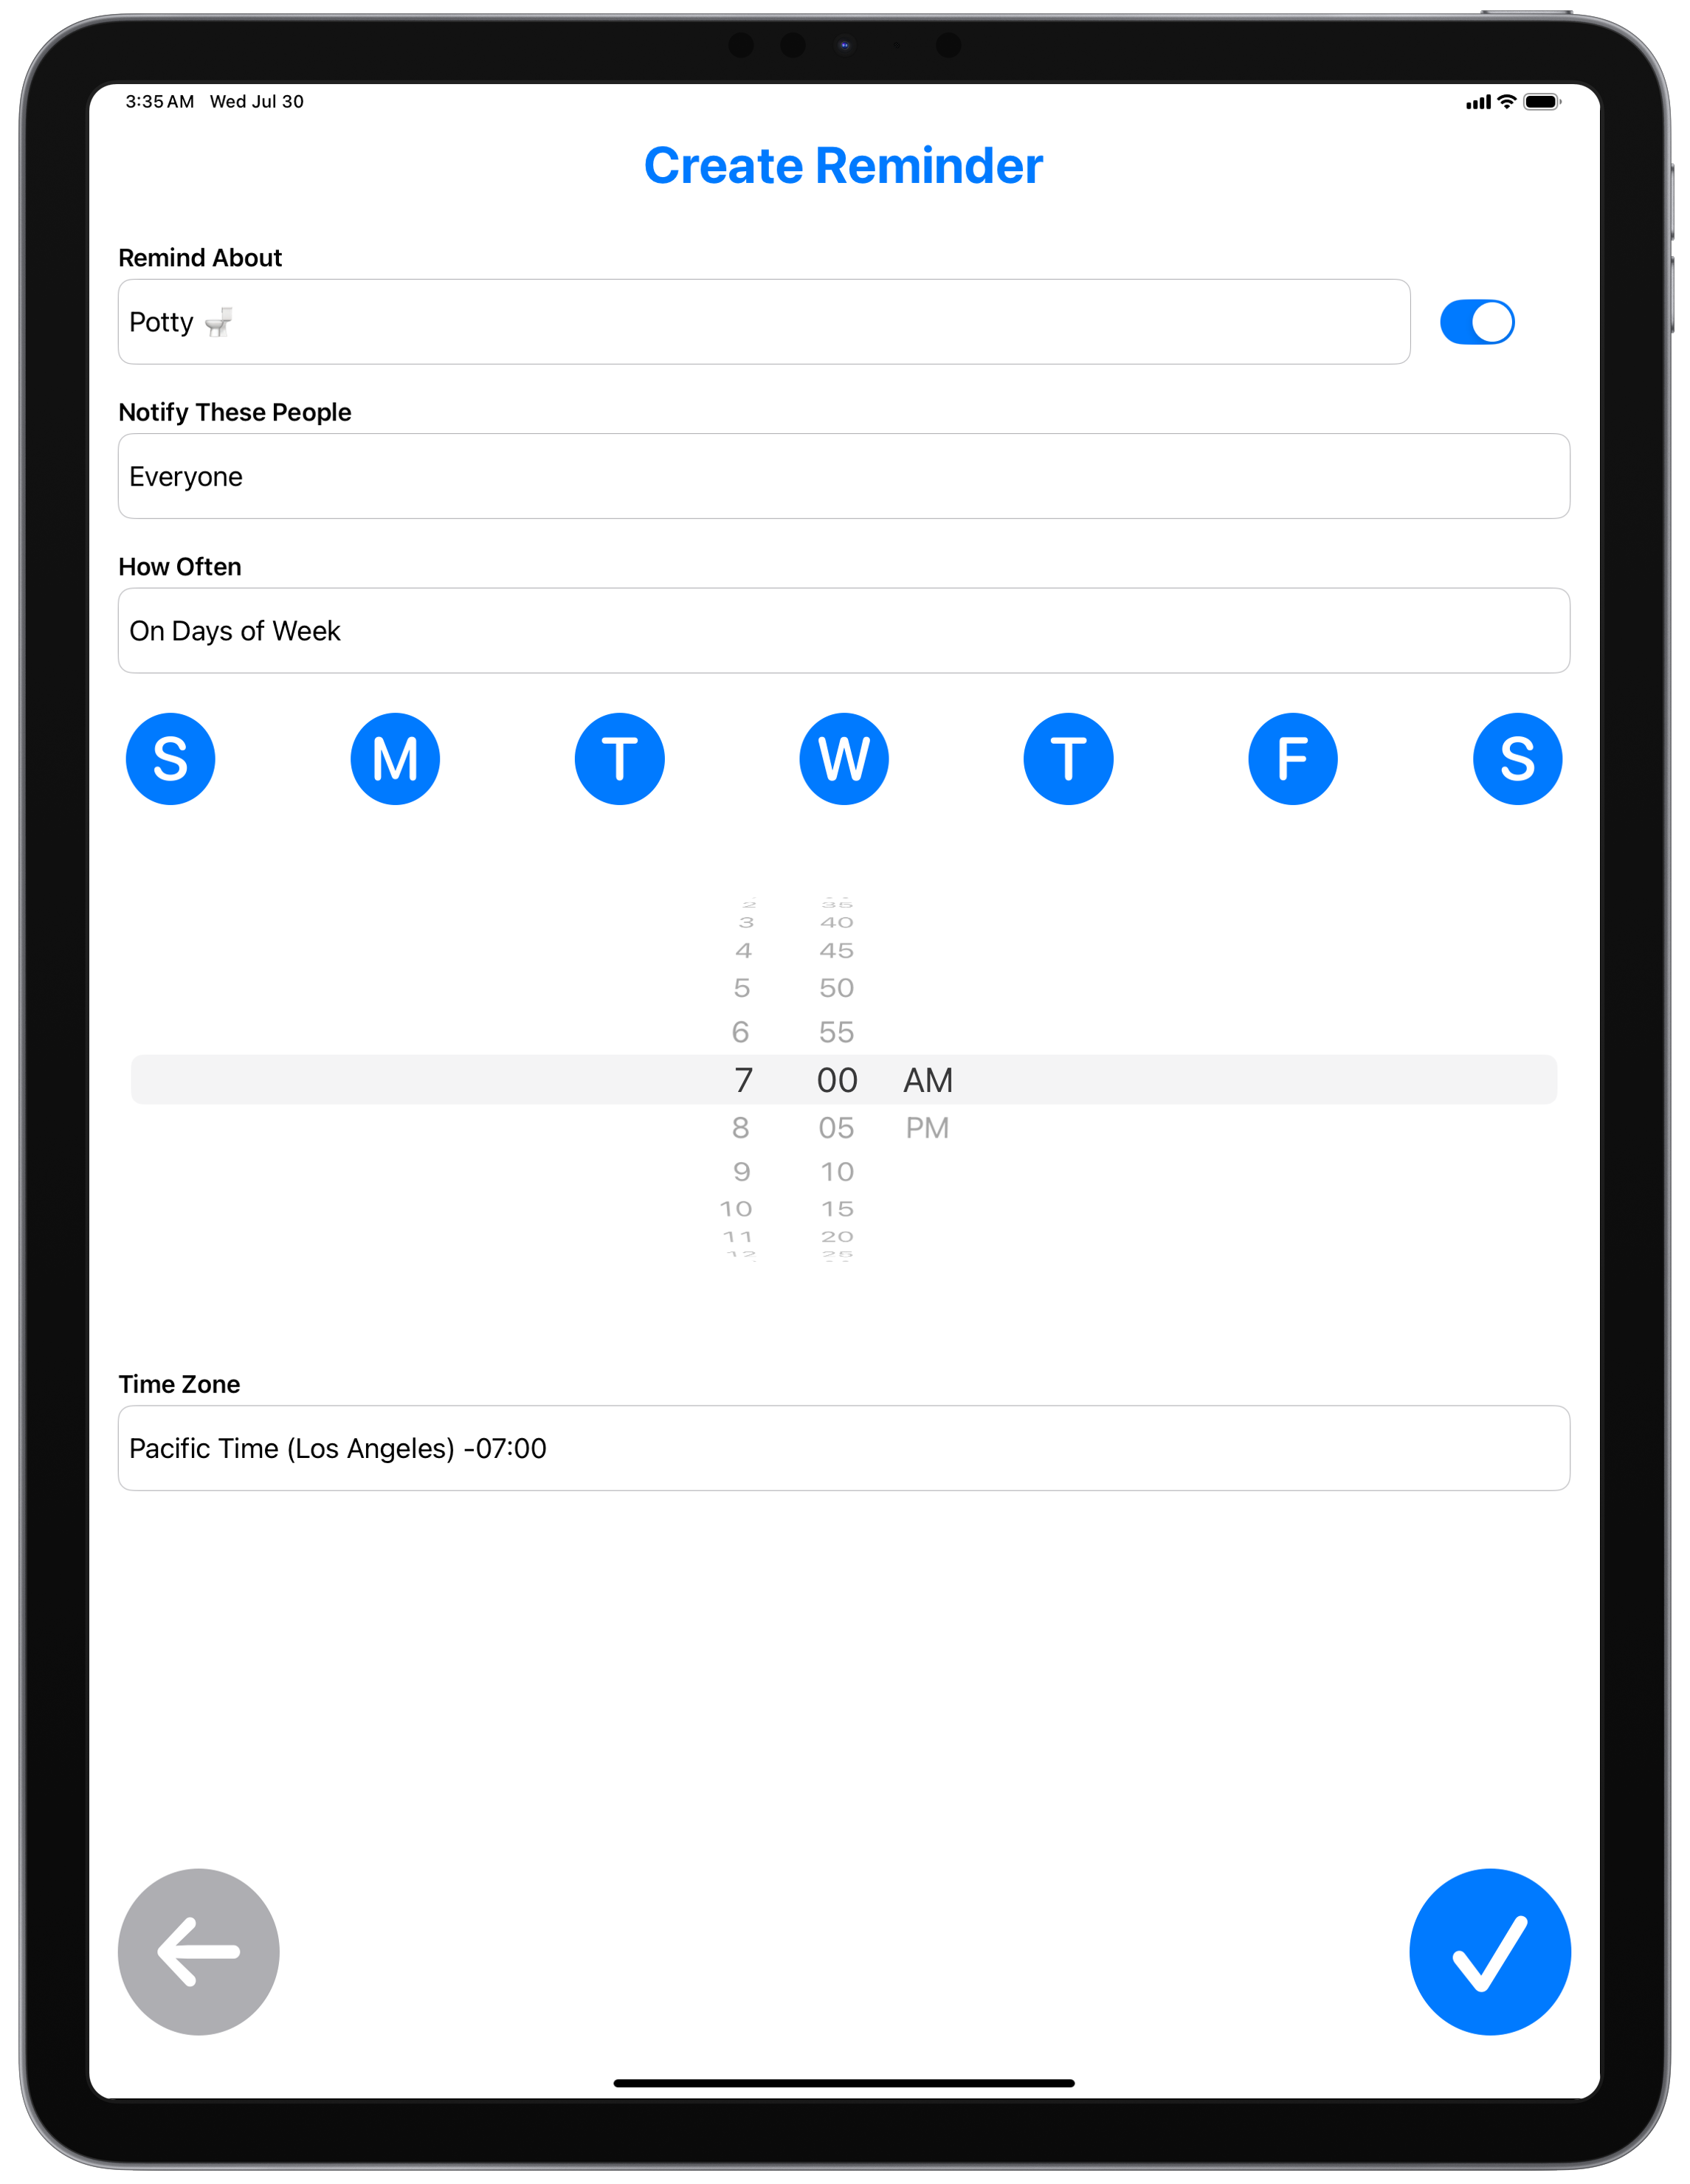 3:35 AM Wed Jul 30
Create Reminder
Remind About
Potty 🚽
Notify These People
Everyone
How Often
On Days of Week
S M T W T F S
2 35
3 40
4 45
5 50
6 55
7 00 AM
8 05 PM
9 10
10 15
11 20
12 25
Time Zone
Pacific Time (Los Angeles) -07:00